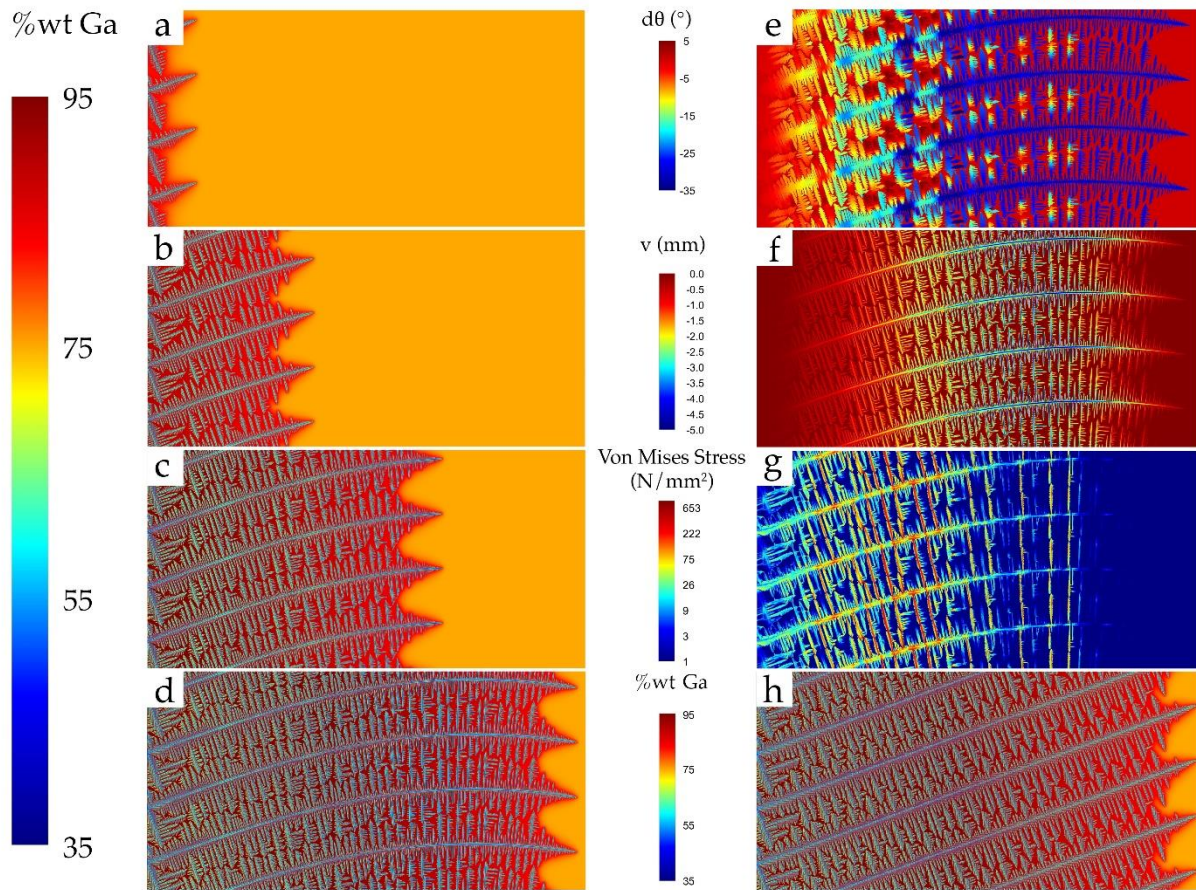 %wt Ga
95
75
55
35
a
b
c
d
dθ (°)
5
-5
-15
-25
-35
v (mm)
0.0
-0.5
-1.0
-1.5
-2.0
-2.5
-3.0
-3.5
-4.0
-4.5
-5.0
Von Mises Stress
(N/mm²)
653
222
75
26
9
3
1
%wt Ga
95
75
55
35
e
f
g
h